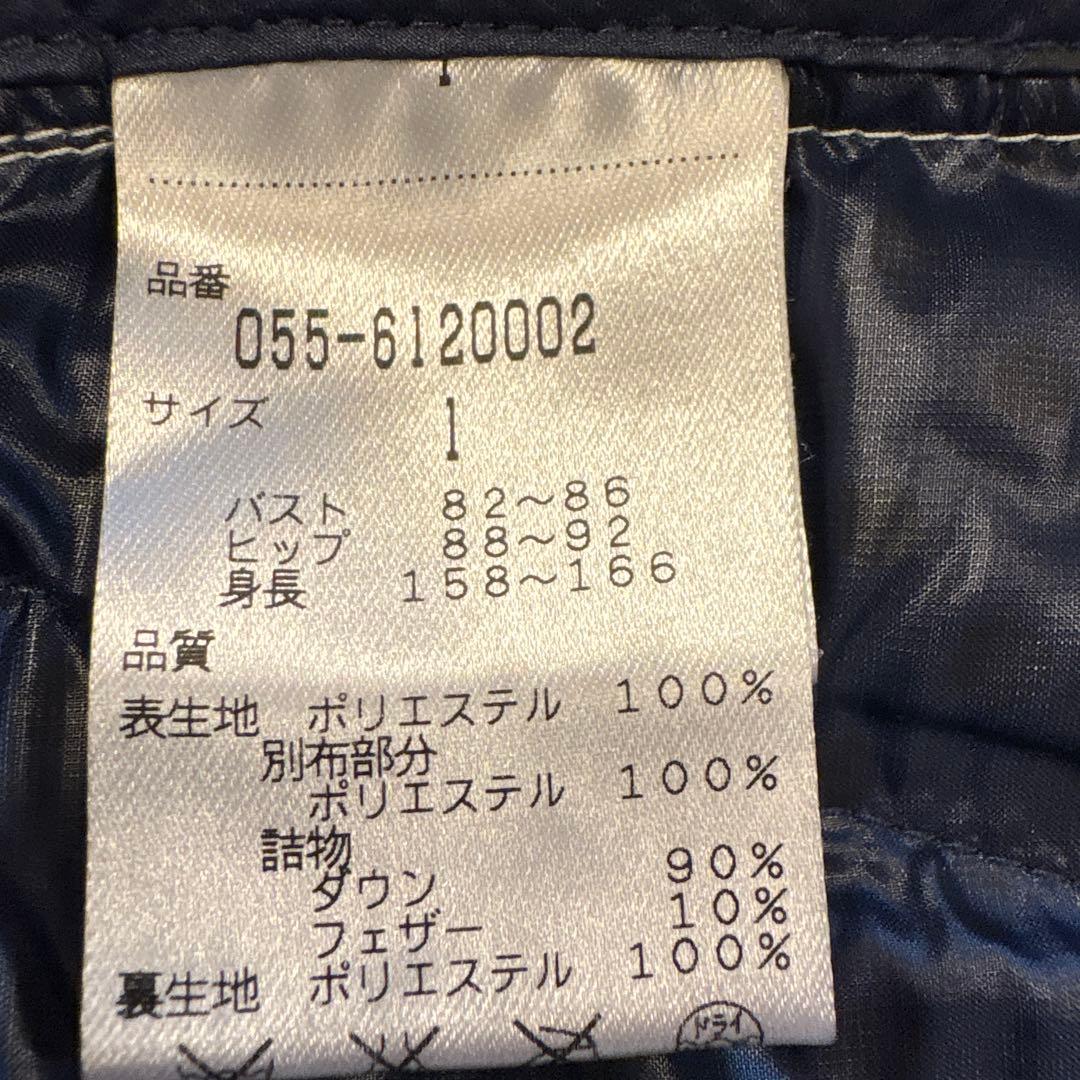 品番
055-6120002
サイズ 1
バスト 82～86
ヒップ 88～92
身長 158～166
品質
表生地 ポリエステル 100%
別布部分
ポリエステル 100%
詰物
ダウン 90%
フェザー 10%
裏生地 ポリエステル 100%
ドライ